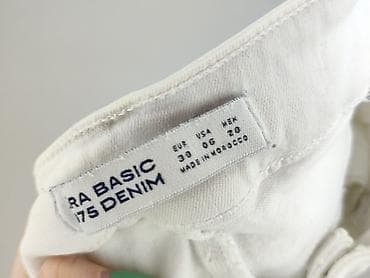 RA BASIC
175 DENIM
EUR USA MEX
38 06 28
MADE IN MOROCCO